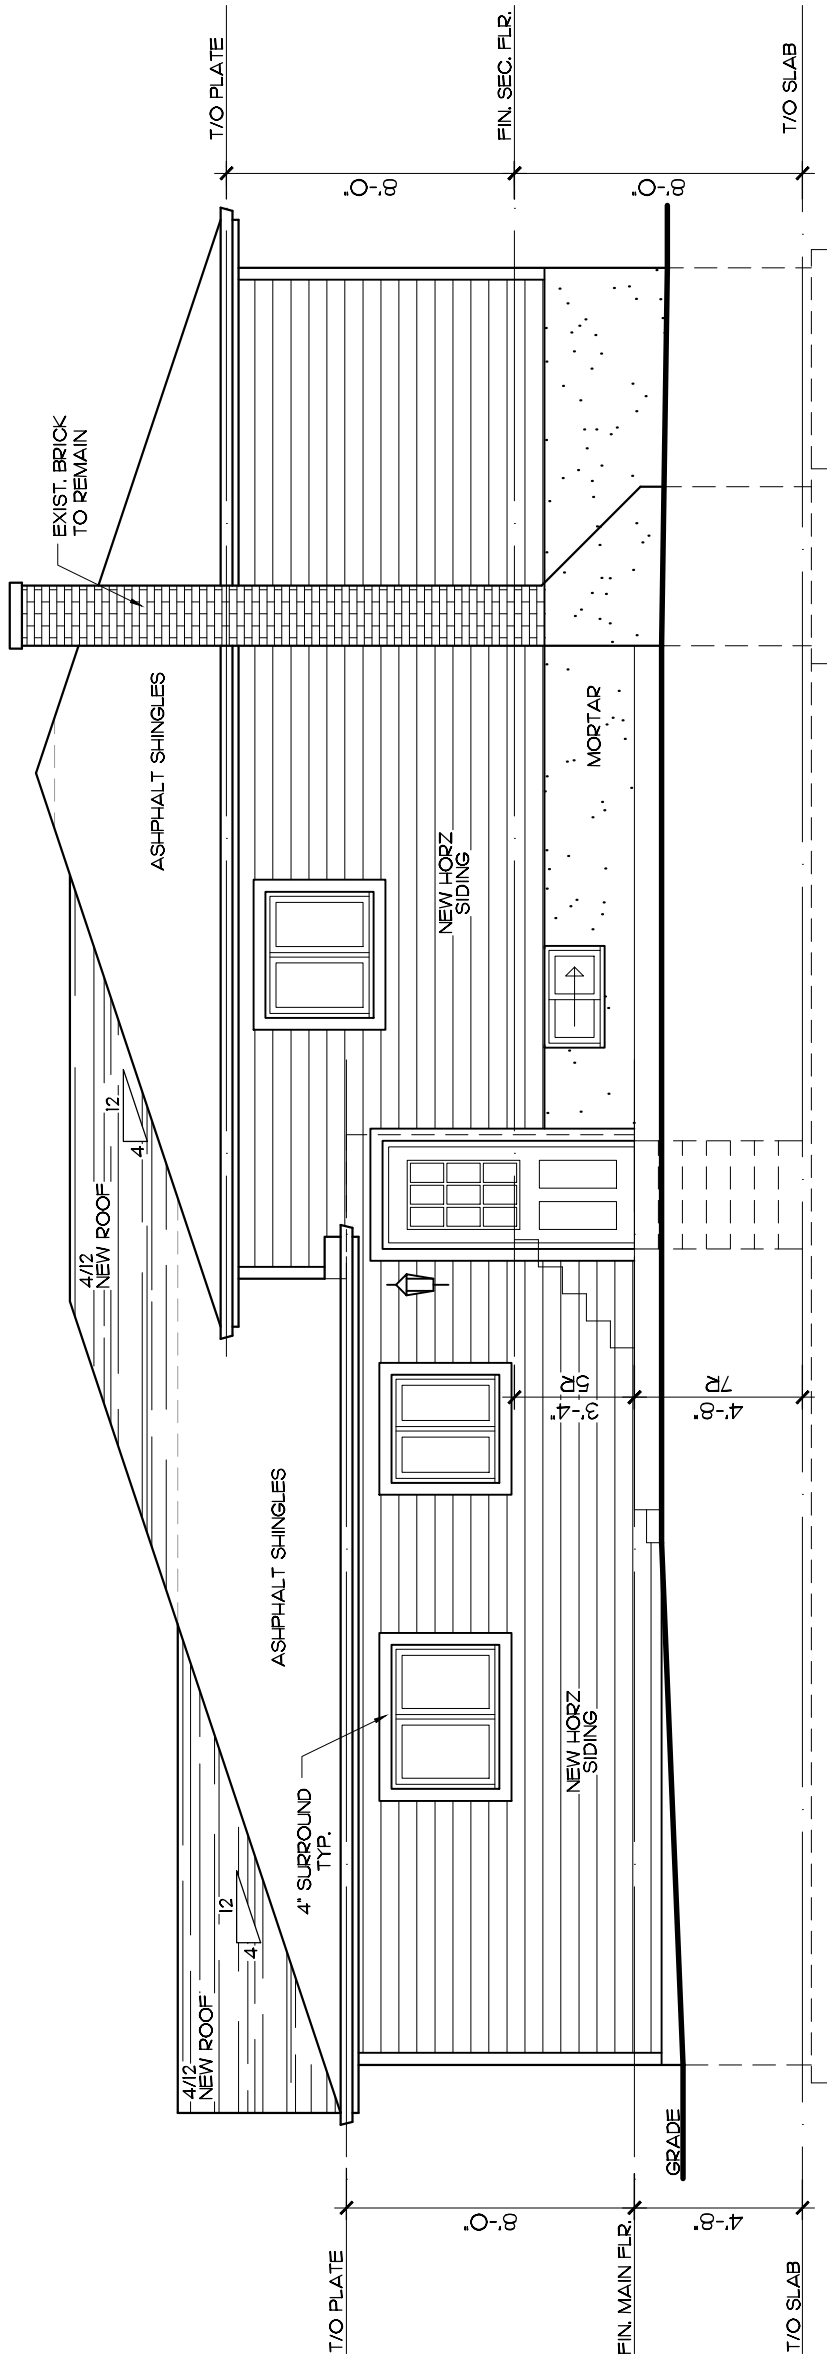 T/O PLATE
FIN. MAIN FLR.
T/O SLAB
8'-0"
4'-8"
GRADE
4/12
NEW ROOF
12
4
4" SURROUND
TYP.
NEW HORZ
SIDING
ASHPHALT SHINGLES
3'-4"
5R
4'-8"
7R
4/12
NEW ROOF
12
4
NEW HORZ
SIDING
ASHPHALT SHINGLES
MORTAR
EXIST. BRICK
TO REMAIN
8'-0"
8'-0"
T/O PLATE
FIN. SEC. FLR.
T/O SLAB